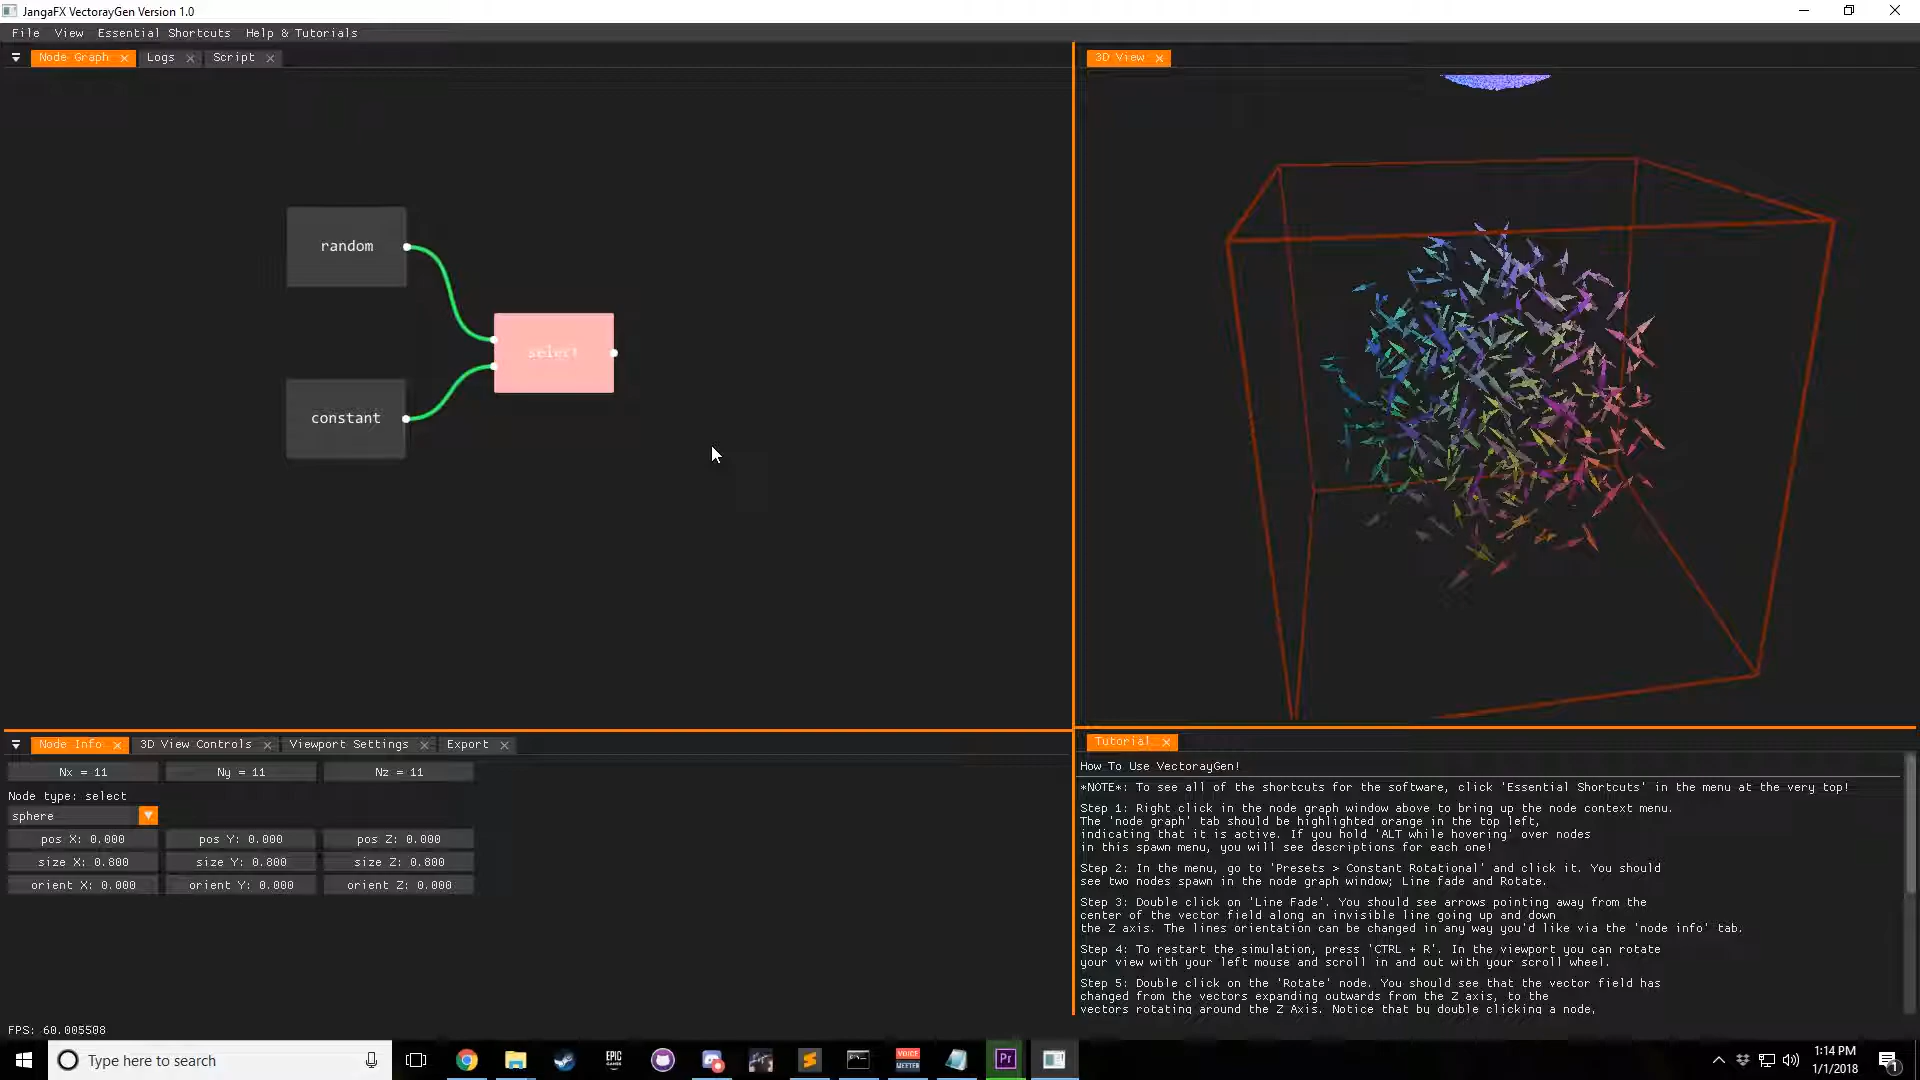 JangaFX VectorayGen Version 1.0
File View Essential Shortcuts Help & Tutorials
Node Graph Logs Script
3D View
random
select
constant
Node Info 3D View Controls Viewport Settings Export
Nx = 11 Ny = 11 Nz = 11
Node type: select
sphere
pos X: 0.000 pos Y: 0.000 pos Z: 0.000
size X: 0.800 size Y: 0.800 size Z: 0.800
orient X: 0.000 orient Y: 0.000 orient Z: 0.000
FPS: 60.005508
Tutorial
How To Use VectorayGen!
*NOTE*: To see all of the shortcuts for the software, click 'Essential Shortcuts' in the menu at the very top!
Step 1: Right click in the node graph window above to bring up the node context menu.
The 'node graph' tab should be highlighted orange in the top left,
indicating that it is active. If you hold 'ALT while hovering' over nodes
in this spawn menu, you will see descriptions for each one!
Step 2: In the menu, go to 'Presets > Constant Rotational' and click it. You should
see two nodes spawn in the node graph window; Line fade and Rotate.
Step 3: Double click on 'Line Fade'. You should see arrows pointing away from the
center of the vector field along an invisible line going up and down
the Z axis. The lines orientation can be changed in any way you'd like via the 'node info' tab.
Step 4: To restart the simulation, press 'CTRL + R'. In the viewport you can rotate
your view with your left mouse and scroll in and out with your scroll wheel.
Step 5: Double click on the 'Rotate' node. You should see that the vector field has
changed from the vectors expanding outwards from the Z axis, to the
vectors rotating around the Z Axis. Notice that by double clicking a node,
Type here to search
EPIC
GAMES
VOICE
MEETER
Pr
1:14 PM
1/1/2018
1